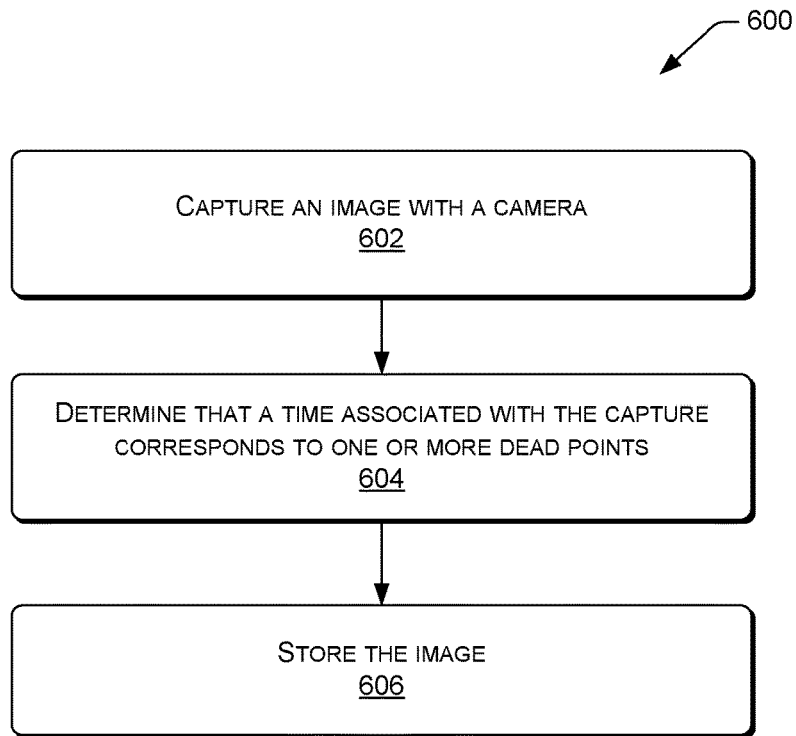 600
CAPTURE AN IMAGE WITH A CAMERA
602
DETERMINE THAT A TIME ASSOCIATED WITH THE CAPTURE
CORRESPONDS TO ONE OR MORE DEAD POINTS
604
STORE THE IMAGE
606